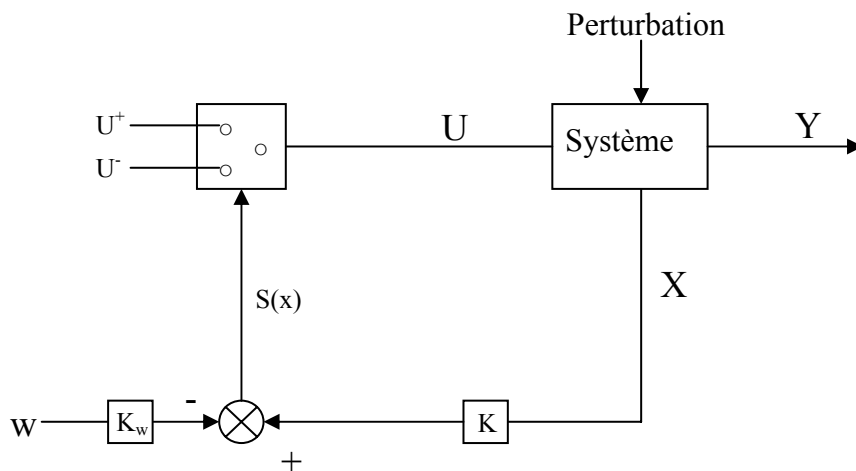 Perturbation
U⁺
U⁻
U
Système
Y
X
S(x)
-
w
K_w
K
+